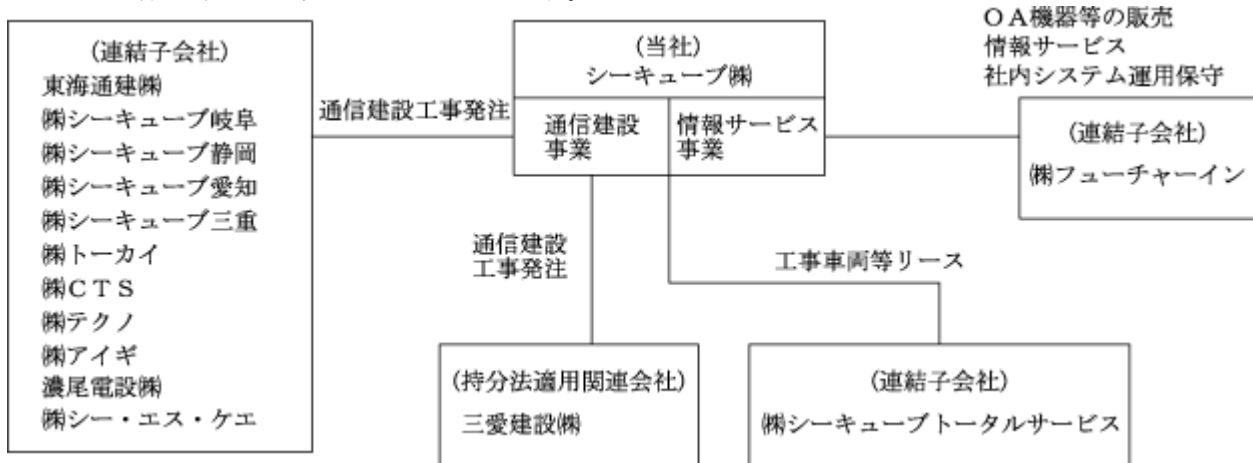 (連結子会社)
東海通建㈱
㈱シーキューブ岐阜
㈱シーキューブ静岡
㈱シーキューブ愛知
㈱シーキューブ三重
㈱トーカイ
㈱CTS
㈱テクノ
㈱アイギ
濃尾電設㈱
㈱シー・エス・ケエ
通信建設工事発注
(当社)
シーキューブ㈱
通信建設
事業
情報サービス
事業
OA機器等の販売
情報サービス
社内システム運用保守
(連結子会社)
㈱フューチャーイン
通信建設
工事発注
工事車両等リース
(持分法適用関連会社)
三愛建設㈱
(連結子会社)
㈱シーキューブトータルサービス